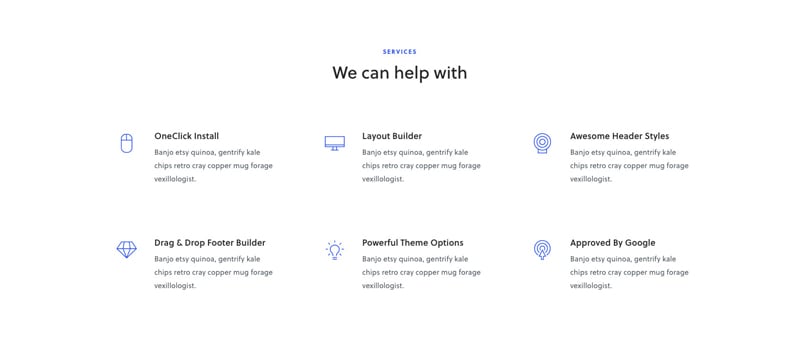 SERVICES
We can help with
OneClick Install
Banjo etsy quinoa, gentrify kale
chips retro cray copper mug forage
vexillologist.
Layout Builder
Banjo etsy quinoa, gentrify kale
chips retro cray copper mug forage
vexillologist.
Awesome Header Styles
Banjo etsy quinoa, gentrify kale
chips retro cray copper mug forage
vexillologist.
Drag & Drop Footer Builder
Banjo etsy quinoa, gentrify kale
chips retro cray copper mug forage
vexillologist.
Powerful Theme Options
Banjo etsy quinoa, gentrify kale
chips retro cray copper mug forage
vexillologist.
Approved By Google
Banjo etsy quinoa, gentrify kale
chips retro cray copper mug forage
vexillologist.